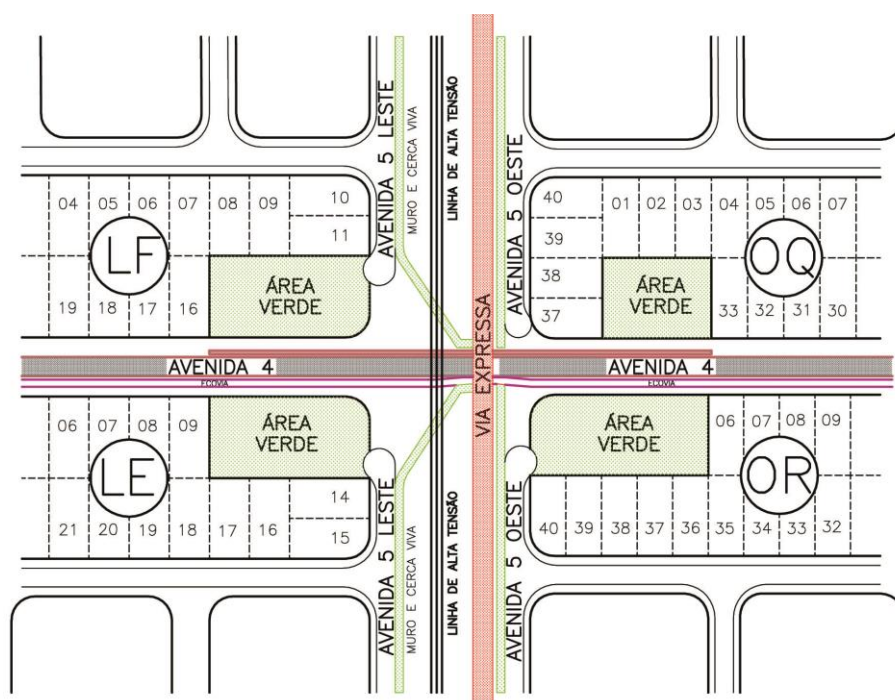 AVENIDA 5 LESTE
MURO E CERCA VIVA
LINHA DE ALTA TENSÃO
AVENIDA 5 OESTE
04 05 06 07 08 09 10
11
LF
ÁREA
VERDE
19 18 17 16
40 01 02 03 04 05 06 07
39
38
37
OQ
ÁREA
VERDE
33 32 31 30
VIA EXPRESSA
AVENIDA 4
AVENIDA 4
ECOVIA
ECOVIA
06 07 08 09
LE
ÁREA
VERDE
14
21 20 19 18 17 16 15
ÁREA
VERDE
06 07 08 09
OR
40 39 38 37 36 35 34 33 32
AVENIDA 5 LESTE
MURO E CERCA VIVA
LINHA DE ALTA TENSÃO
AVENIDA 5 OESTE